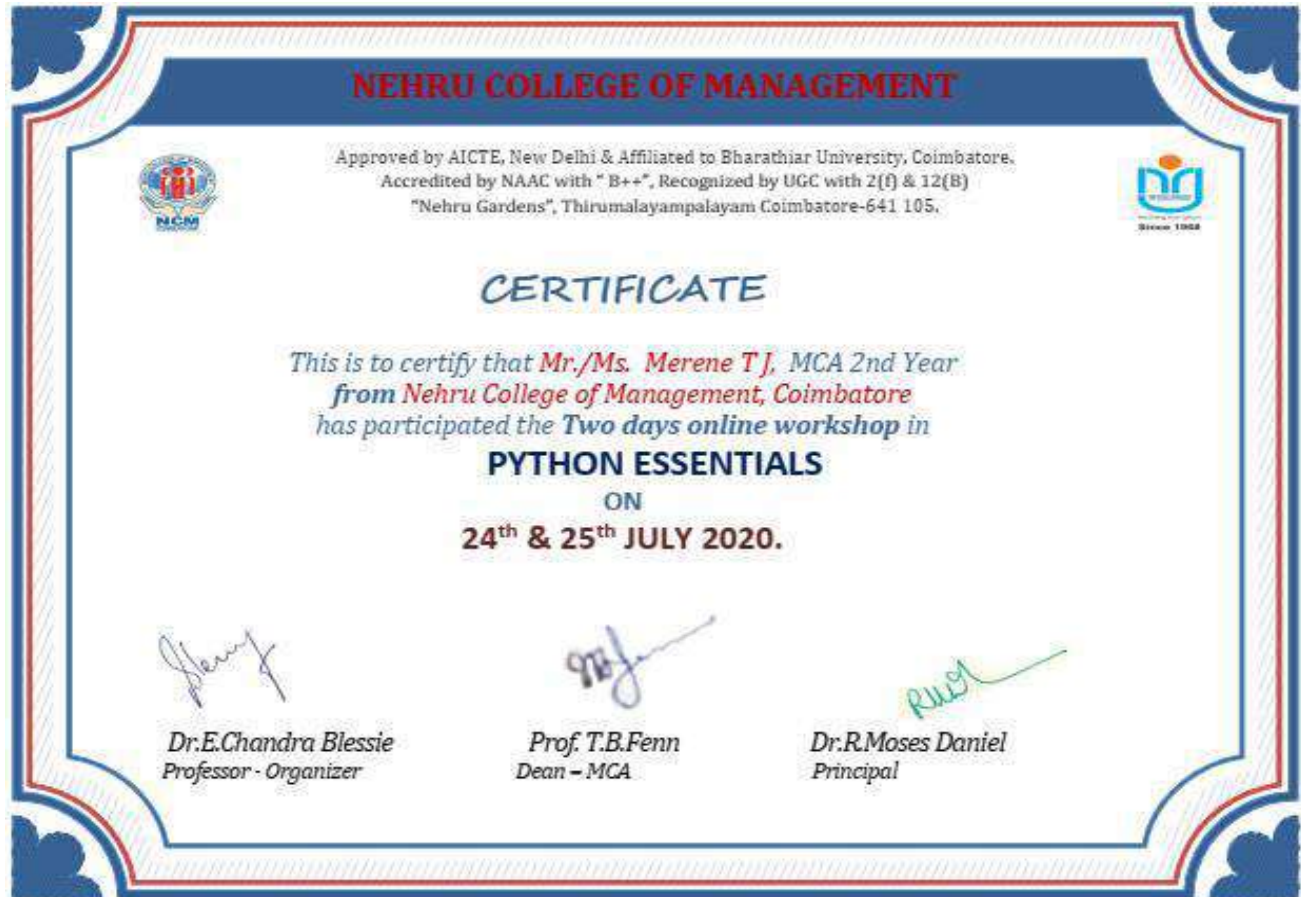 NEHRU COLLEGE OF MANAGEMENT
Approved by AICTE, New Delhi & Affiliated to Bharathiar University, Coimbatore.
Accredited by NAAC with " B++", Recognized by UGC with 2(f) & 12(B)
"Nehru Gardens", Thirumalayampalayam Coimbatore-641 105.
NCM
Since 1968
CERTIFICATE
This is to certify that Mr./Ms. Merene T J, MCA 2nd Year
from Nehru College of Management, Coimbatore
has participated the Two days online workshop in
PYTHON ESSENTIALS
ON
24th & 25th JULY 2020.
Dr.E.Chandra Blessie
Professor - Organizer
Prof. T.B.Fenn
Dean – MCA
Dr.R.Moses Daniel
Principal